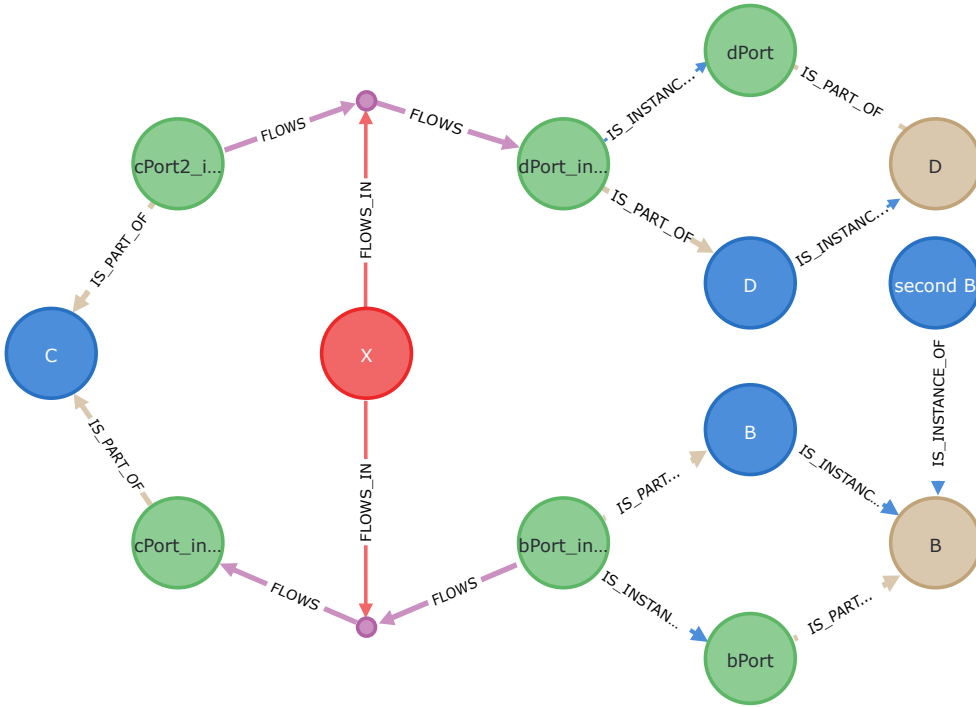 dPort
IS_PART_OF
IS_INSTANC...
FLOWS
FLOWS
cPort2_i...
dPort_in...
D
IS_PART_OF
FLOWS_IN
IS_PART_OF
IS_INSTANC...
D
second B
C
X
IS_INSTANCE_OF
B
IS_PART_OF
IS_PART...
IS_INSTANC...
FLOWS_IN
cPort_in...
bPort_in...
B
FLOWS
FLOWS
IS_INSTAN...
IS_PART...
bPort